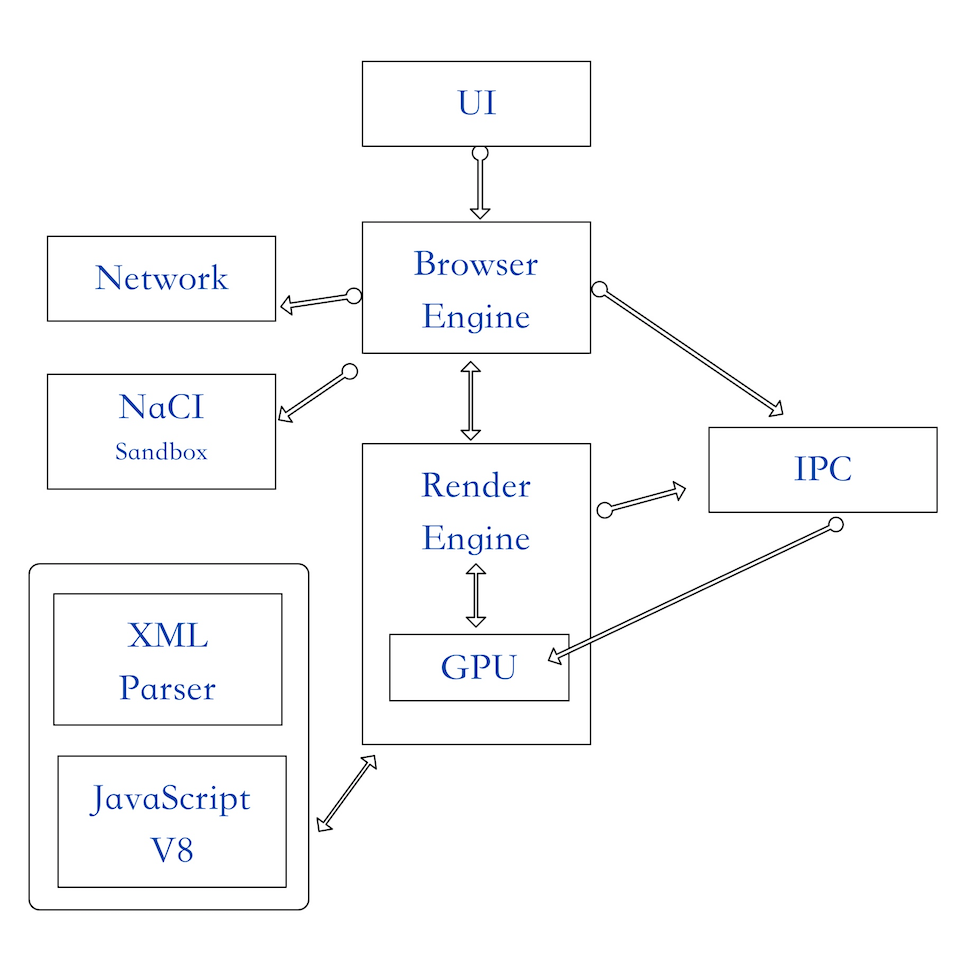 UI
Browser
Engine
Network
NaCI
Sandbox
Render
Engine
IPC
GPU
XML
Parser
JavaScript
V8